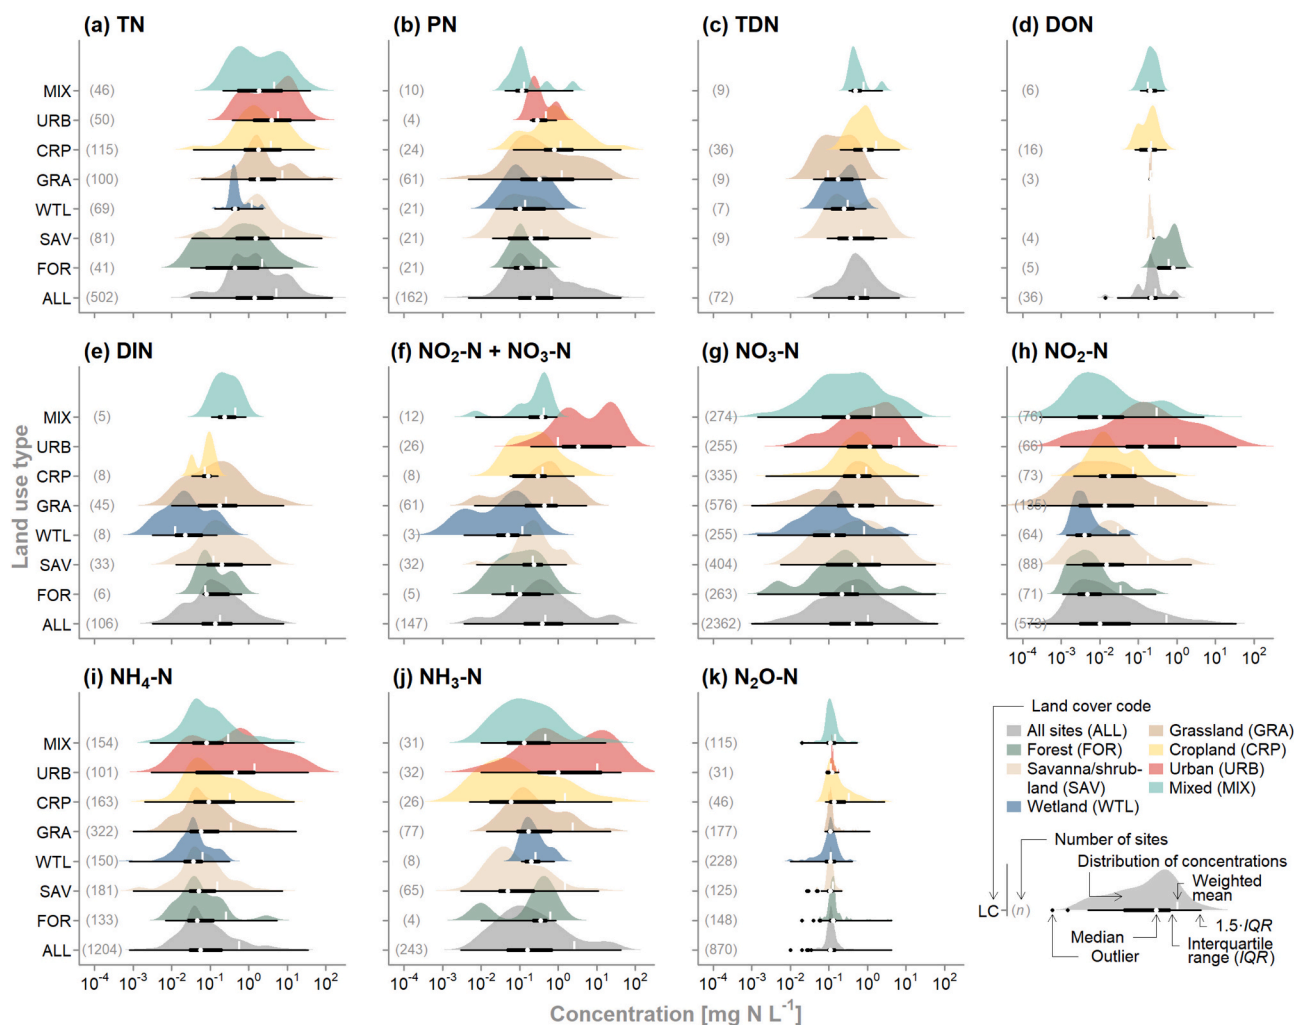 (a) TN
(b) PN
(c) TDN
(d) DON
MIX (46) (10) (9) (6)
URB (50) (4)
CRP (115) (24) (36) (16)
GRA (100) (61) (9) (3)
WTL (69) (21) (7)
SAV (81) (21) (9) (4)
FOR (41) (21) (5)
ALL (502) (162) (72) (36)
Land use type
(e) DIN
(f) NO2-N + NO3-N
(g) NO3-N
(h) NO2-N
MIX (5) (12) (274) (76)
URB (26) (255) (66)
CRP (8) (8) (335) (73)
GRA (45) (61) (576) (135)
WTL (8) (3) (255) (64)
SAV (33) (32) (404) (88)
FOR (6) (5) (263) (71)
ALL (106) (147) (2362) (573)
10⁻⁴ 10⁻³ 10⁻² 10⁻¹ 10⁰ 10¹ 10²
(i) NH4-N
(j) NH3-N
(k) N2O-N
MIX (154) (31) (115)
URB (101) (32) (31)
CRP (163) (26) (46)
GRA (322) (77) (177)
WTL (150) (8) (228)
SAV (181) (65) (125)
FOR (133) (4) (148)
ALL (1204) (243) (870)
10⁻⁴ 10⁻³ 10⁻² 10⁻¹ 10⁰ 10¹ 10² 10⁻⁴ 10⁻³ 10⁻² 10⁻¹ 10⁰ 10¹ 10² 10⁻⁴ 10⁻³ 10⁻² 10⁻¹ 10⁰ 10¹ 10²
Concentration [mg N L⁻¹]
Land cover code
All sites (ALL)
Forest (FOR)
Savanna/shrub-
land (SAV)
Wetland (WTL)
Grassland (GRA)
Cropland (CRP)
Urban (URB)
Mixed (MIX)
Number of sites
Distribution of concentrations
Weighted
mean
LC
(n)
Median
Outlier
1.5·IQR
Interquartile
range (IQR)